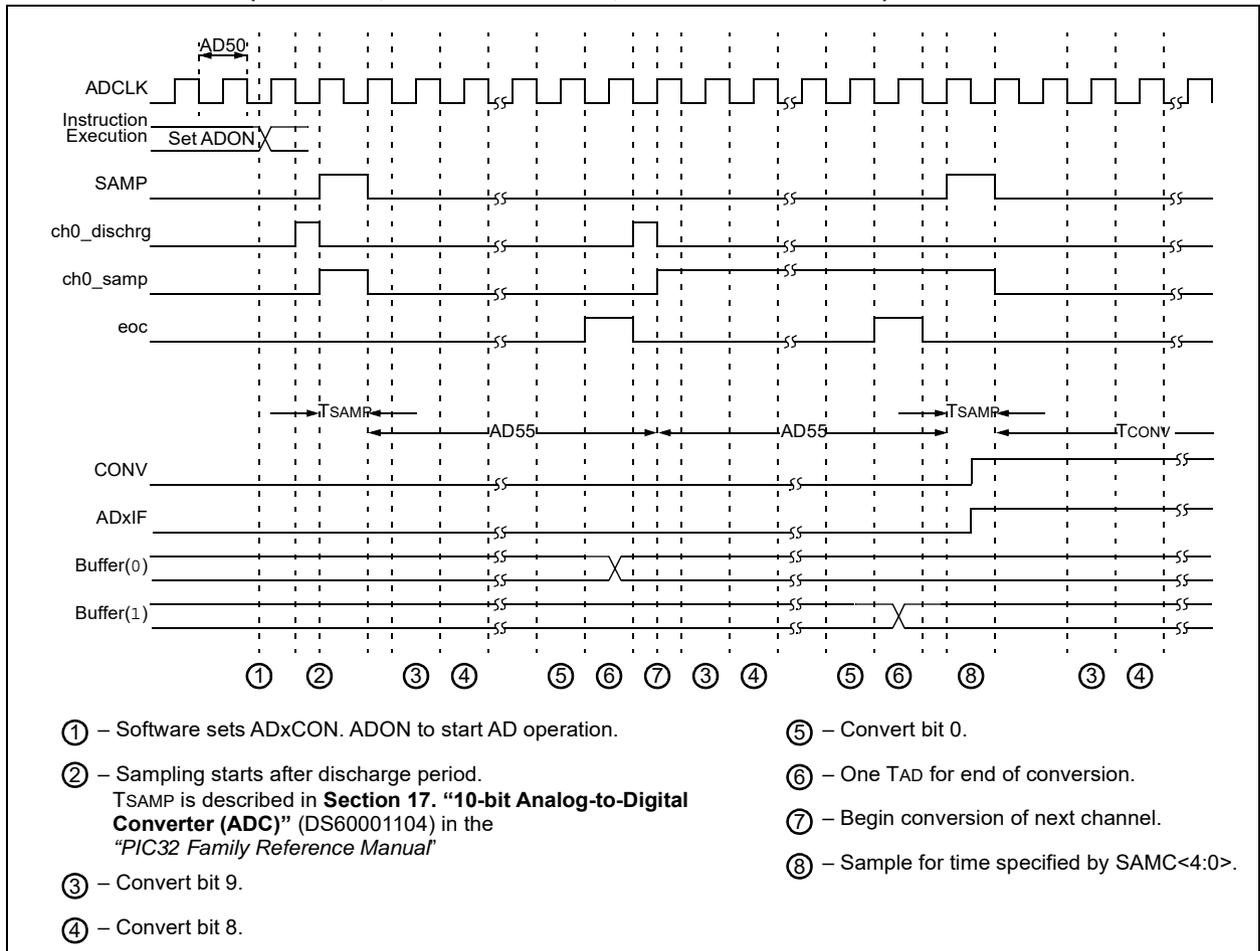 AD50
ADCLK
Instruction
Execution
Set ADON
SAMP
ch0_dischrg
ch0_samp
eoc
TSAMP
TSAMP
AD55
AD55
TCONV
CONV
ADxIF
Buffer(0)
Buffer(1)
1 2 3 4 5 6 7 3 4 5 6 8 3 4
1 – Software sets ADxCON. ADON to start AD operation.
2 – Sampling starts after discharge period.
TSAMP is described in Section 17. “10-bit Analog-to-Digital
Converter (ADC)” (DS60001104) in the
“PIC32 Family Reference Manual”
3 – Convert bit 9.
4 – Convert bit 8.
5 – Convert bit 0.
6 – One TAD for end of conversion.
7 – Begin conversion of next channel.
8 – Sample for time specified by SAMC<4:0>.